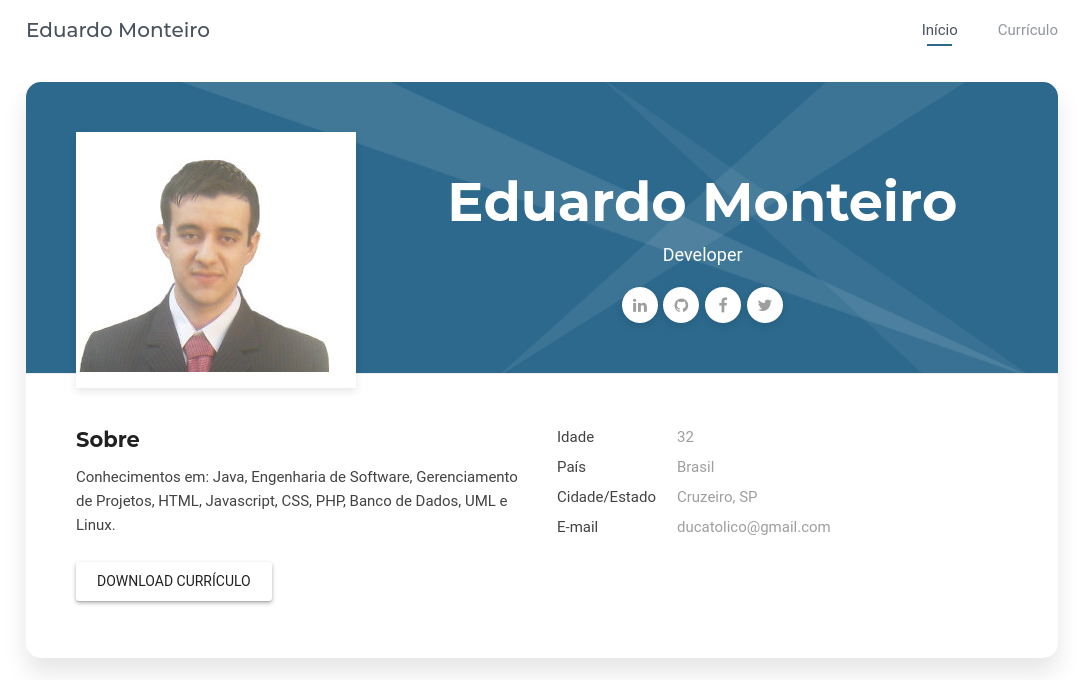 Eduardo Monteiro
Início
Currículo
Eduardo Monteiro
Developer
Sobre
Conhecimentos em: Java, Engenharia de Software, Gerenciamento
de Projetos, HTML, Javascript, CSS, PHP, Banco de Dados, UML e
Linux.
DOWNLOAD CURRÍCULO
Idade 32
País Brasil
Cidade/Estado Cruzeiro, SP
E-mail ducatolico@gmail.com